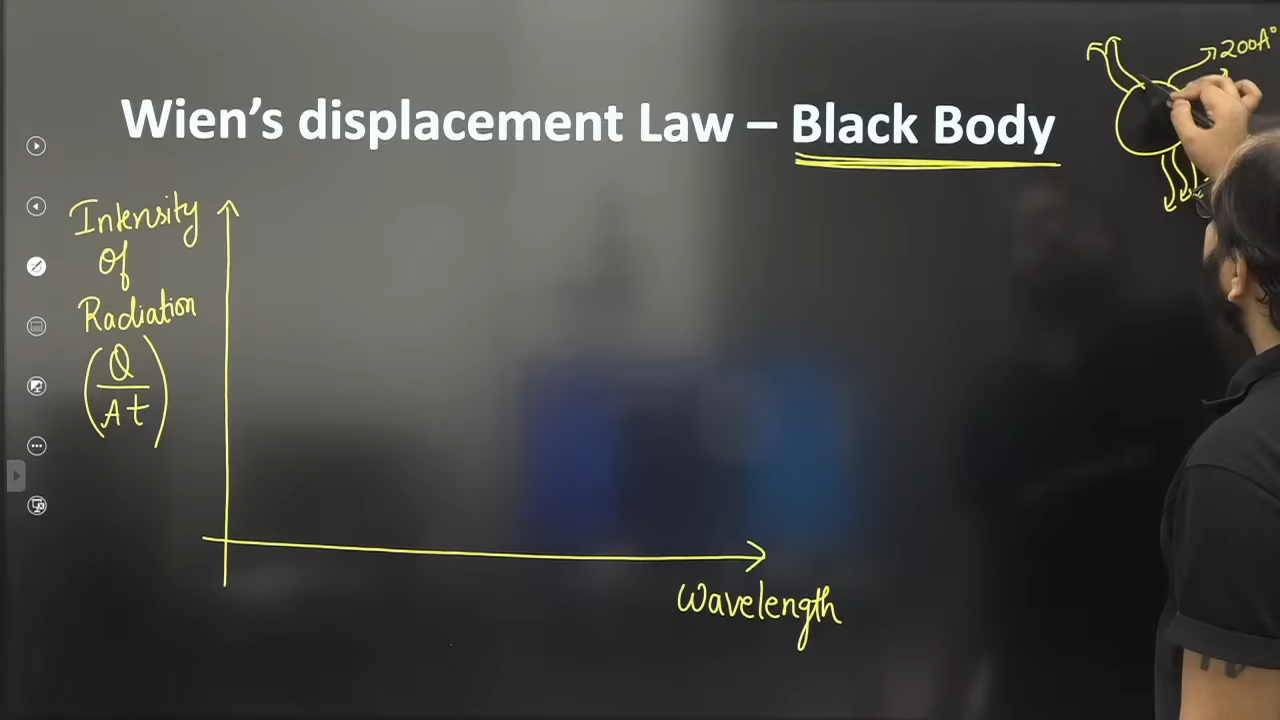 Wien's displacement Law – Black Body
200A°
Intensity
of
Radiation
(Q
At)
Wavelength